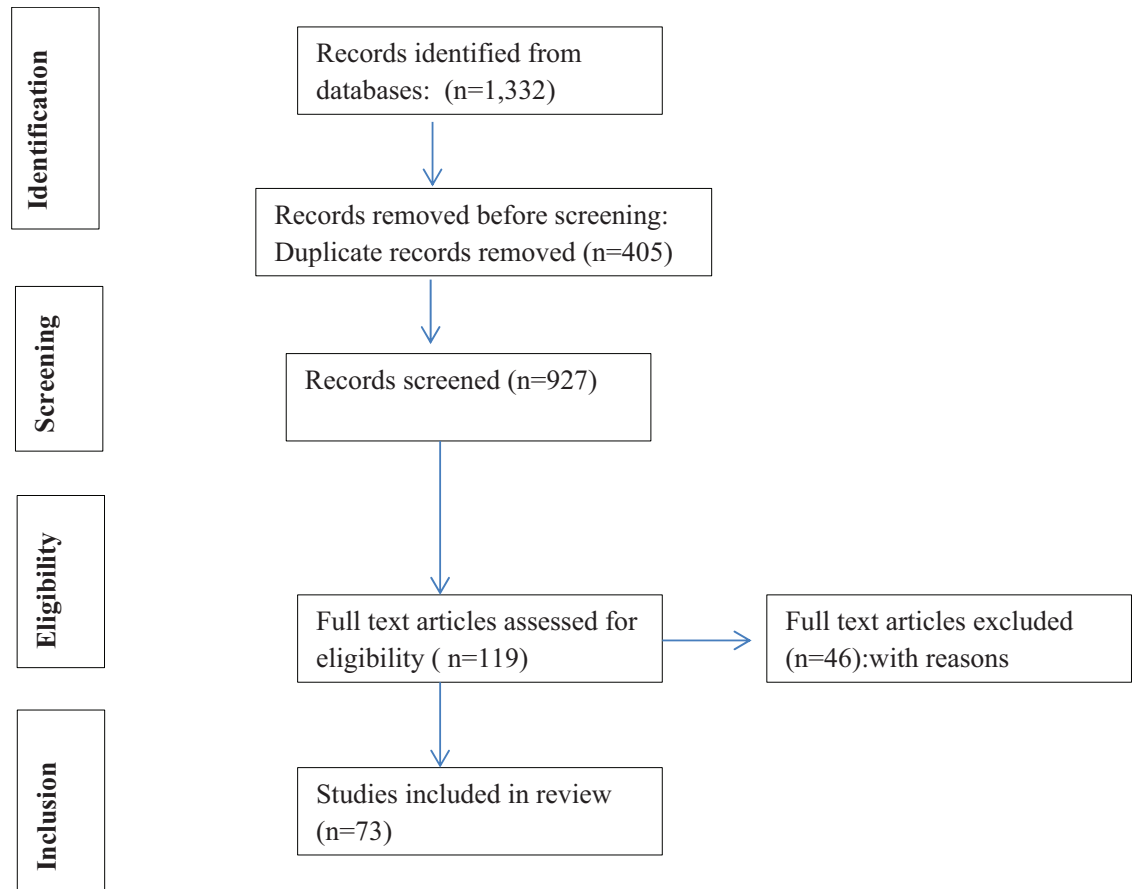 Identification
Records identified from
databases:  (n=1,332)
Records removed before screening:
Duplicate records removed (n=405)
Screening
Records screened (n=927)
Eligibility
Full text articles assessed for
eligibility ( n=119)
Full text articles excluded
(n=46):with reasons
Inclusion
Studies included in review
(n=73)